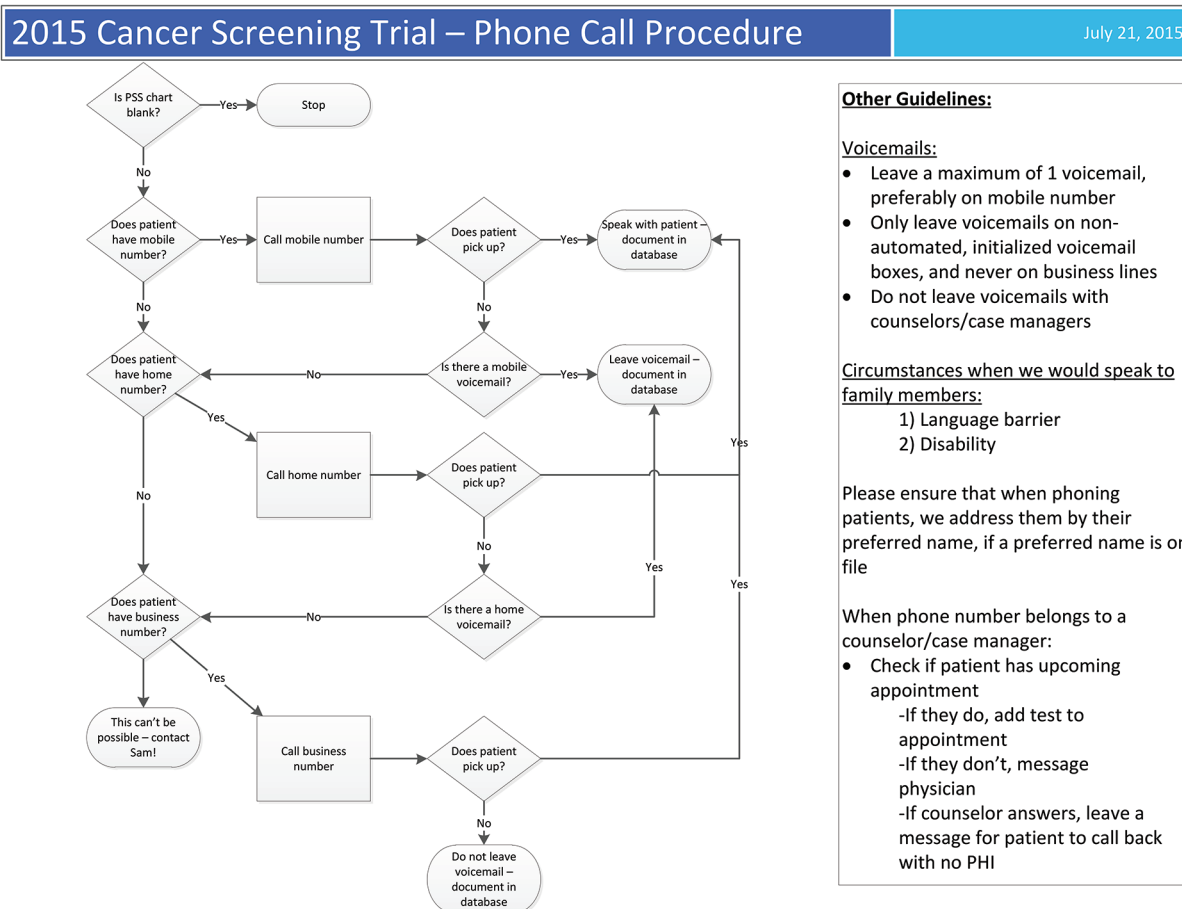 2015 Cancer Screening Trial – Phone Call Procedure
July 21, 2015
Is PSS chart
blank?
Yes
Stop
No
Does patient
have mobile
number?
Yes
Call mobile number
Does patient
pick up?
Yes
Speak with patient –
document in
database
No
No
Does patient
have home
number?
No
Is there a mobile
voicemail?
Yes
Leave voicemail –
document in
database
Yes
Yes
Call home number
Does patient
pick up?
No
No
Yes
Yes
Does patient
have business
number?
No
Is there a home
voicemail?
Yes
This can't be
possible – contact
Sam!
Call business
number
Does patient
pick up?
No
Do not leave
voicemail –
document in
database
Other Guidelines:
Voicemails:
• Leave a maximum of 1 voicemail,
preferably on mobile number
• Only leave voicemails on non-
automated, initialized voicemail
boxes, and never on business lines
• Do not leave voicemails with
counselors/case managers
Circumstances when we would speak to
family members:
1) Language barrier
2) Disability
Please ensure that when phoning
patients, we address them by their
preferred name, if a preferred name is on
file
When phone number belongs to a
counselor/case manager:
• Check if patient has upcoming
appointment
-If they do, add test to
appointment
-If they don't, message
physician
-If counselor answers, leave a
message for patient to call back
with no PHI